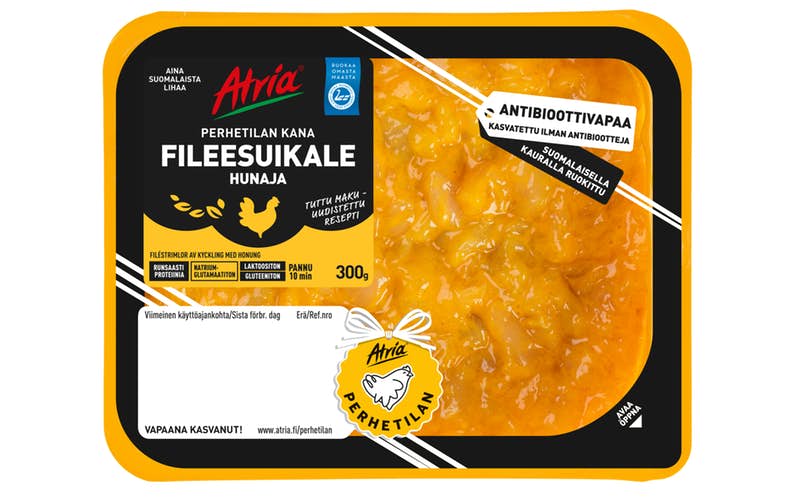 AINA
SUOMALAISTA
LIHAA
Atria®
RUOKAA
OMASTA
MAASTA
PERHETILAN KANA
FILEESUIKALE
HUNAJA
TUTTU MAKU –
UUDISTETTU
RESEPTI
FILÉSTRIMLOR AV KYCKLING MED HONUNG
RUNSAASTI
PROTEIINIA
NATRIUM-
GLUTAMAATITON
LAKTOOSITON
GLUTEENITON
PANNU
10 min
300g
ANTIBIOOTTIVAPAA
KASVATETTU ILMAN ANTIBIOOTTEJA
SUOMALAISELLA
KAURALLA RUOKITTU
Viimeinen käyttöajankohta/Sista förbr. dag
Erä/Ref.nro
VAPAANA KASVANUT!
www.atria.fi/perhetilan
Atria®
PERHETILAN
AVAA
ÖPPNA